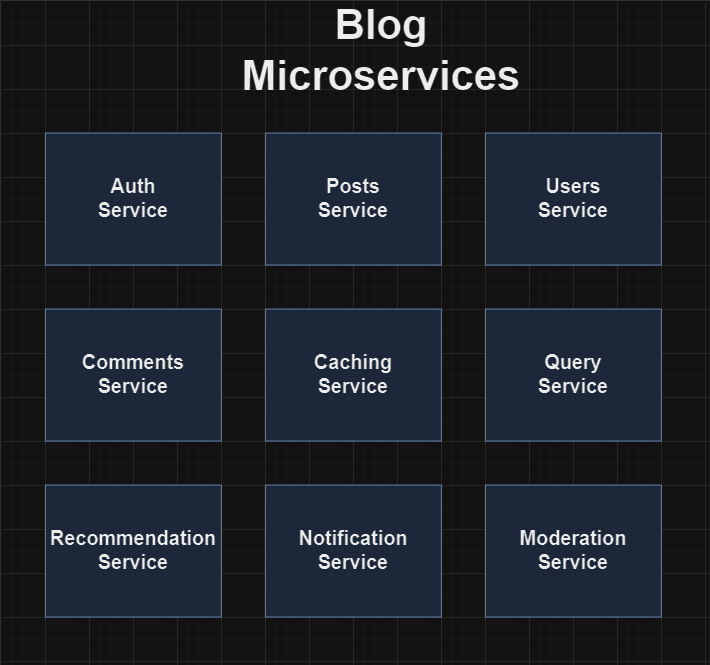 Blog
Microservices
Auth
Service
Posts
Service
Users
Service
Comments
Service
Caching
Service
Query
Service
Recommendation
Service
Notification
Service
Moderation
Service